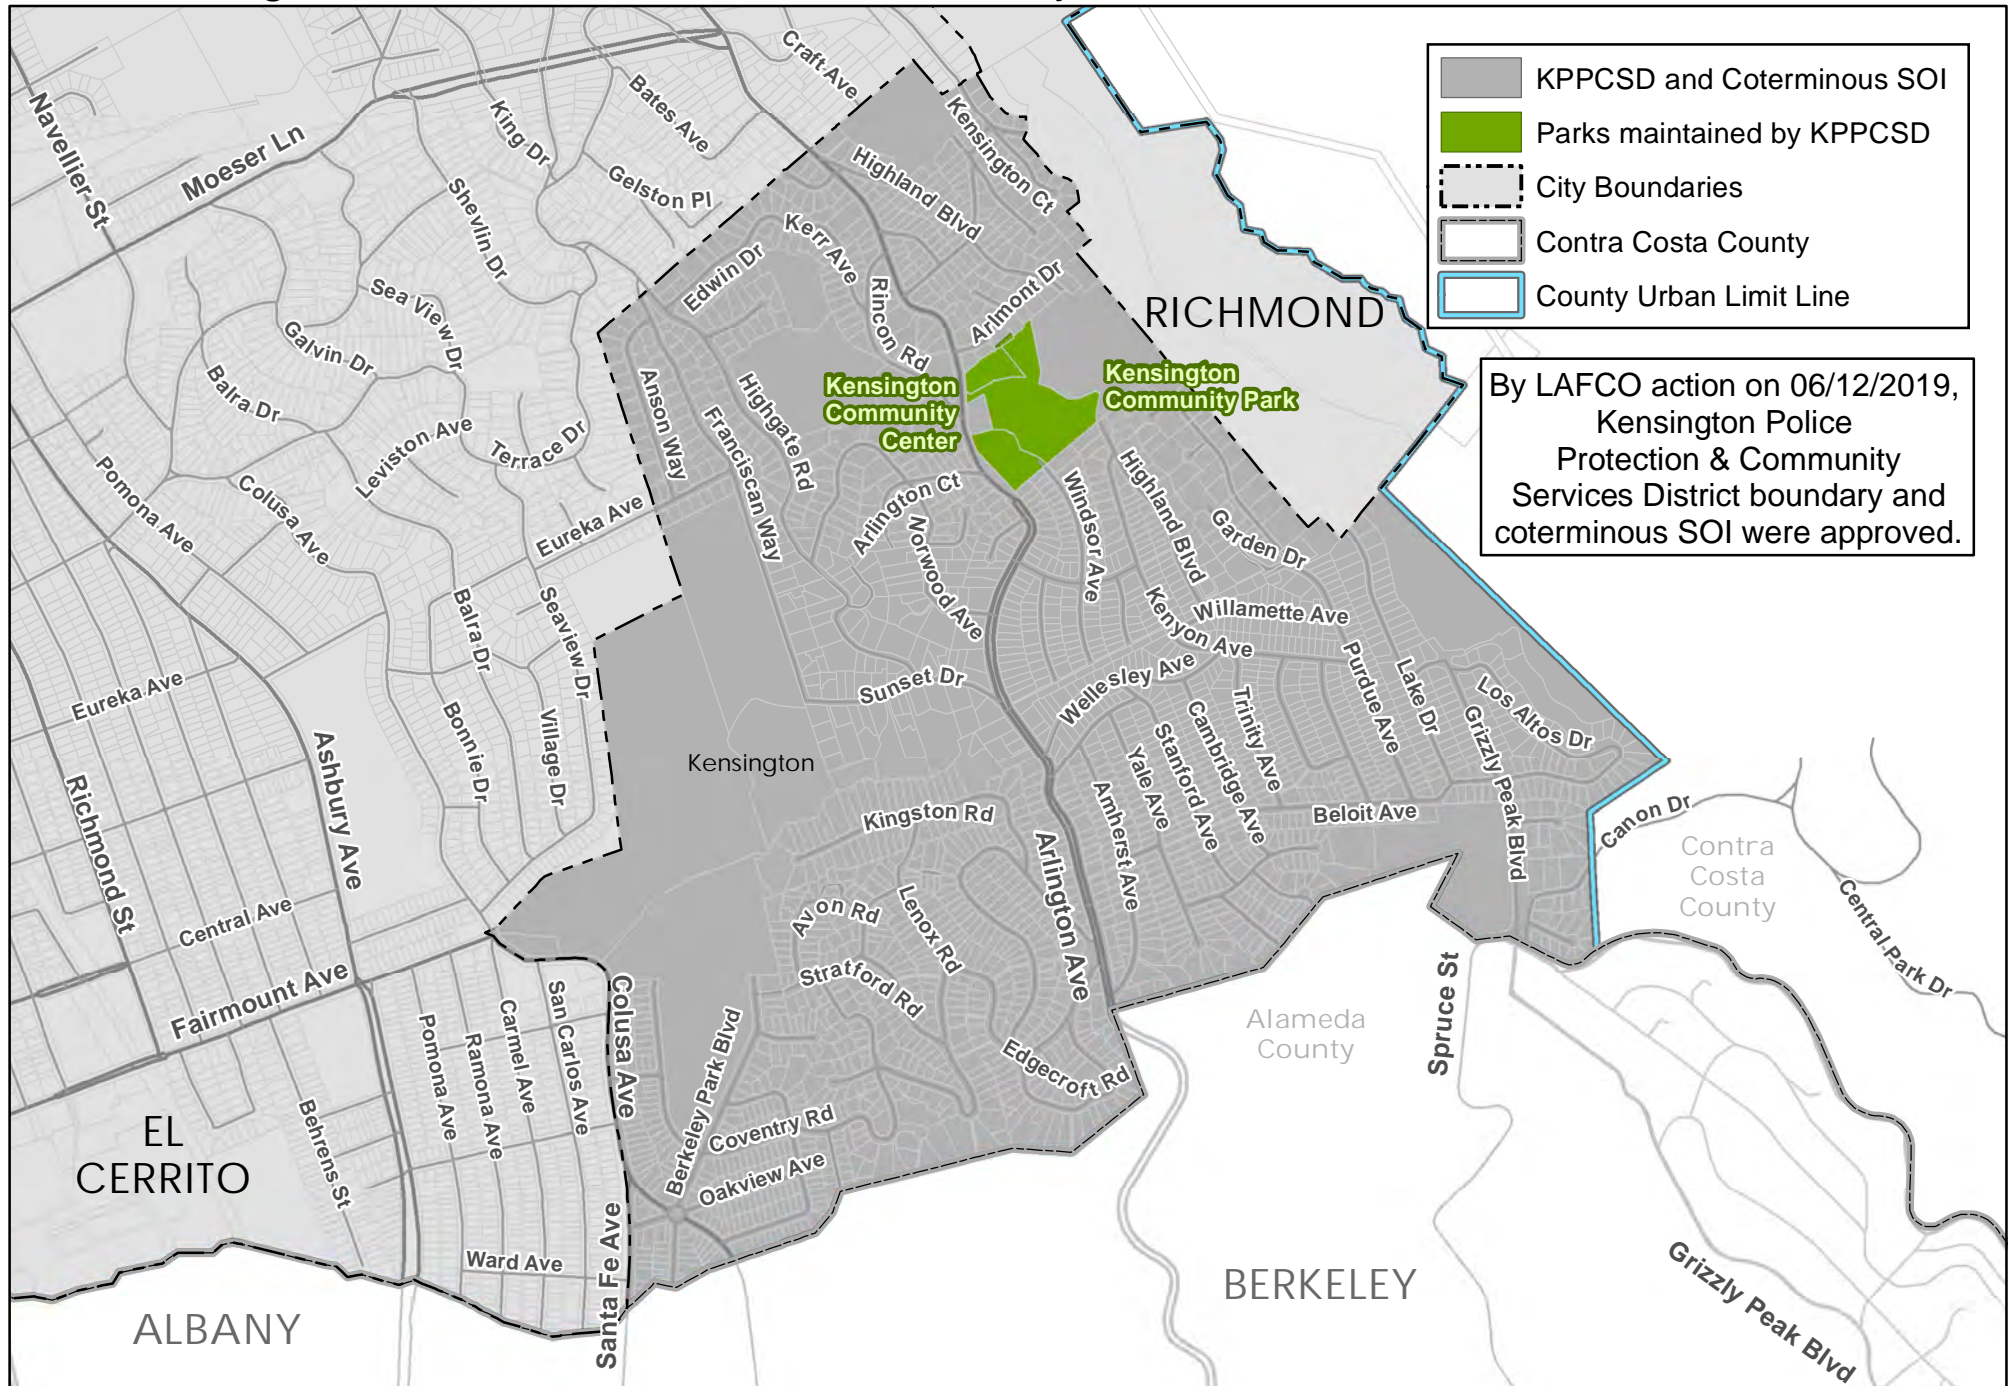 KPPCSD and Coterminous SOI
Parks maintained by KPPCSD
City Boundaries
Contra Costa County
County Urban Limit Line
By LAFCO action on 06/12/2019,
Kensington Police
Protection & Community
Services District boundary and
coterminous SOI were approved.
Craft Ave
Bates Ave
King Dr
Gelston Pl
Navellier St
Moeser Ln
Shevlin Dr
Kensington Ct
Highland Blvd
Kerr Ave
Edwin Dr
Rincon Rd
Arlmont Dr
RICHMOND
Sea View Dr
Galvin Dr
Balra Dr
Leviston Ave
Terrace Dr
Anson Way
Highgate Rd
Franciscan Way
Kensington
Community
Center
Kensington
Community Park
Pomona Ave
Colusa Ave
Eureka Ave
Arlington Ct
Norwood Ave
Windsor Ave
Highland Blvd
Garden Dr
Willamette Ave
Kenyon Ave
Balra Dr
Seaview Dr
Eureka Ave
Sunset Dr
Wellesley Ave
Purdue Ave
Lake Dr
Los Altos Dr
Grizzly Peak Blvd
Trinity Ave
Cambridge Ave
Stanford Ave
Yale Ave
Amherst Ave
Bonnie Dr
Village Dr
Ashbury Ave
Richmond St
Kensington
Kingston Rd
Beloit Ave
Canon Dr
Contra
Costa
County
Central Park Dr
Arlington Ave
Avon Rd
Lenox Rd
Stratford Rd
Central Ave
Fairmount Ave
Pomona Ave
Ramona Ave
Carmel Ave
San Carlos Ave
Colusa Ave
Berkeley Park Blvd
Edgecroft Rd
Alameda
County
Spruce St
Coventry Rd
Oakview Ave
EL
CERRITO
Behrens St
Ward Ave
Santa Fe Ave
ALBANY
BERKELEY
Grizzly Peak Blvd